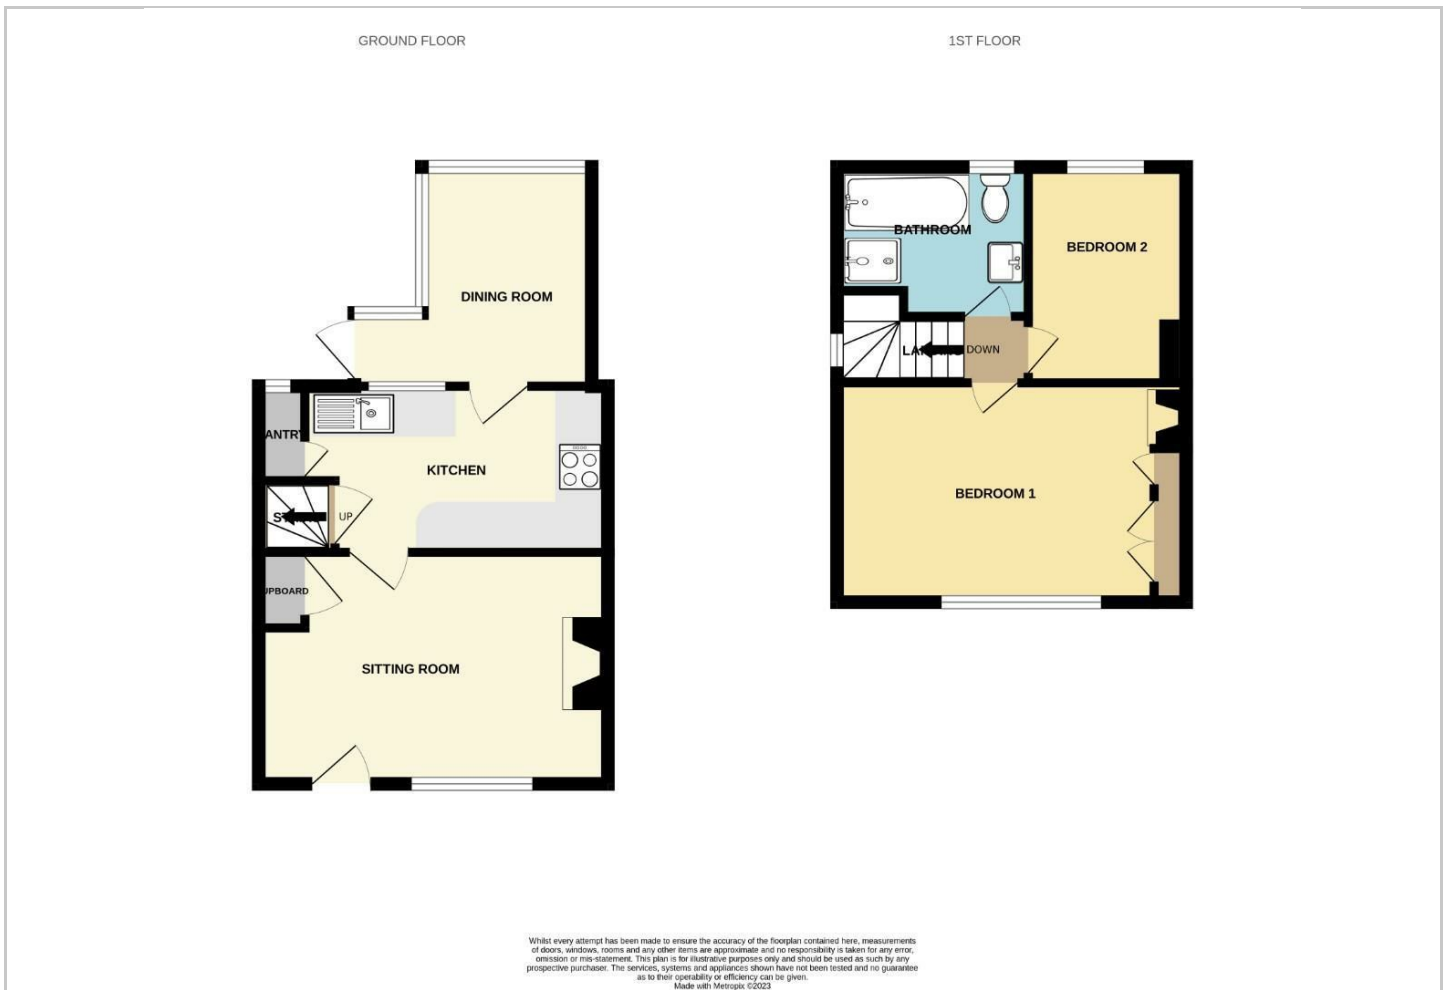 GROUND FLOOR
1ST FLOOR
BATHROOM
BEDROOM 2
DINING ROOM
DOWN
ANTRY
KITCHEN
BEDROOM 1
UP
UPBOARD
SITTING ROOM
Whilst every attempt has been made to ensure the accuracy of the floorplan contained here, measurements
of doors, windows, rooms and any other items are approximate and no responsibility is taken for any error,
omission or mis-statement. This plan is for illustrative purposes only and should be used as such by any
prospective purchaser. The services, systems and appliances shown have not been tested and no guarantee
as to their operability or efficiency can be given.
Made with Metropix ©2023